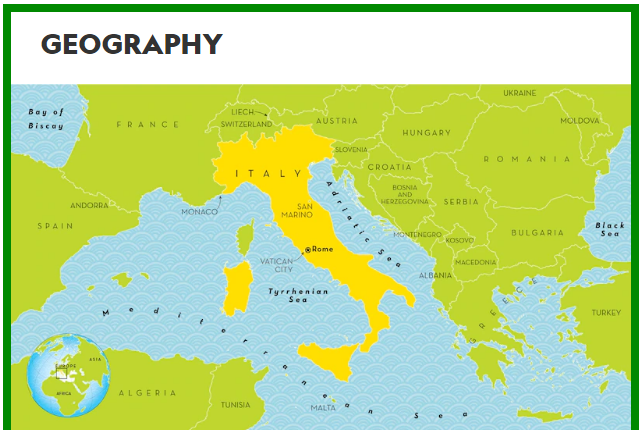 GEOGRAPHY
UKRAINE
Bay of
Biscay
LIECH.
FRANCE
SWITZERLAND
AUSTRIA
MOLDOVA
HUNGARY
SLOVENIA
ROMANIA
CROATIA
ITALY
BOSNIA
AND
HERZEGOVINA
SERBIA
ANDORRA
MONACO
SAN
MARINO
Adriatic Sea
SPAIN
MONTENEGRO
KOSOVO
BULGARIA
Black
Sea
Rome
VATICAN
CITY
MACEDONIA
ALBANIA
Tyrrhenian
Sea
GREECE
TURKEY
Mediterranean Sea
EUROPE
ASIA
AFRICA
ALGERIA
TUNISIA
MALTA